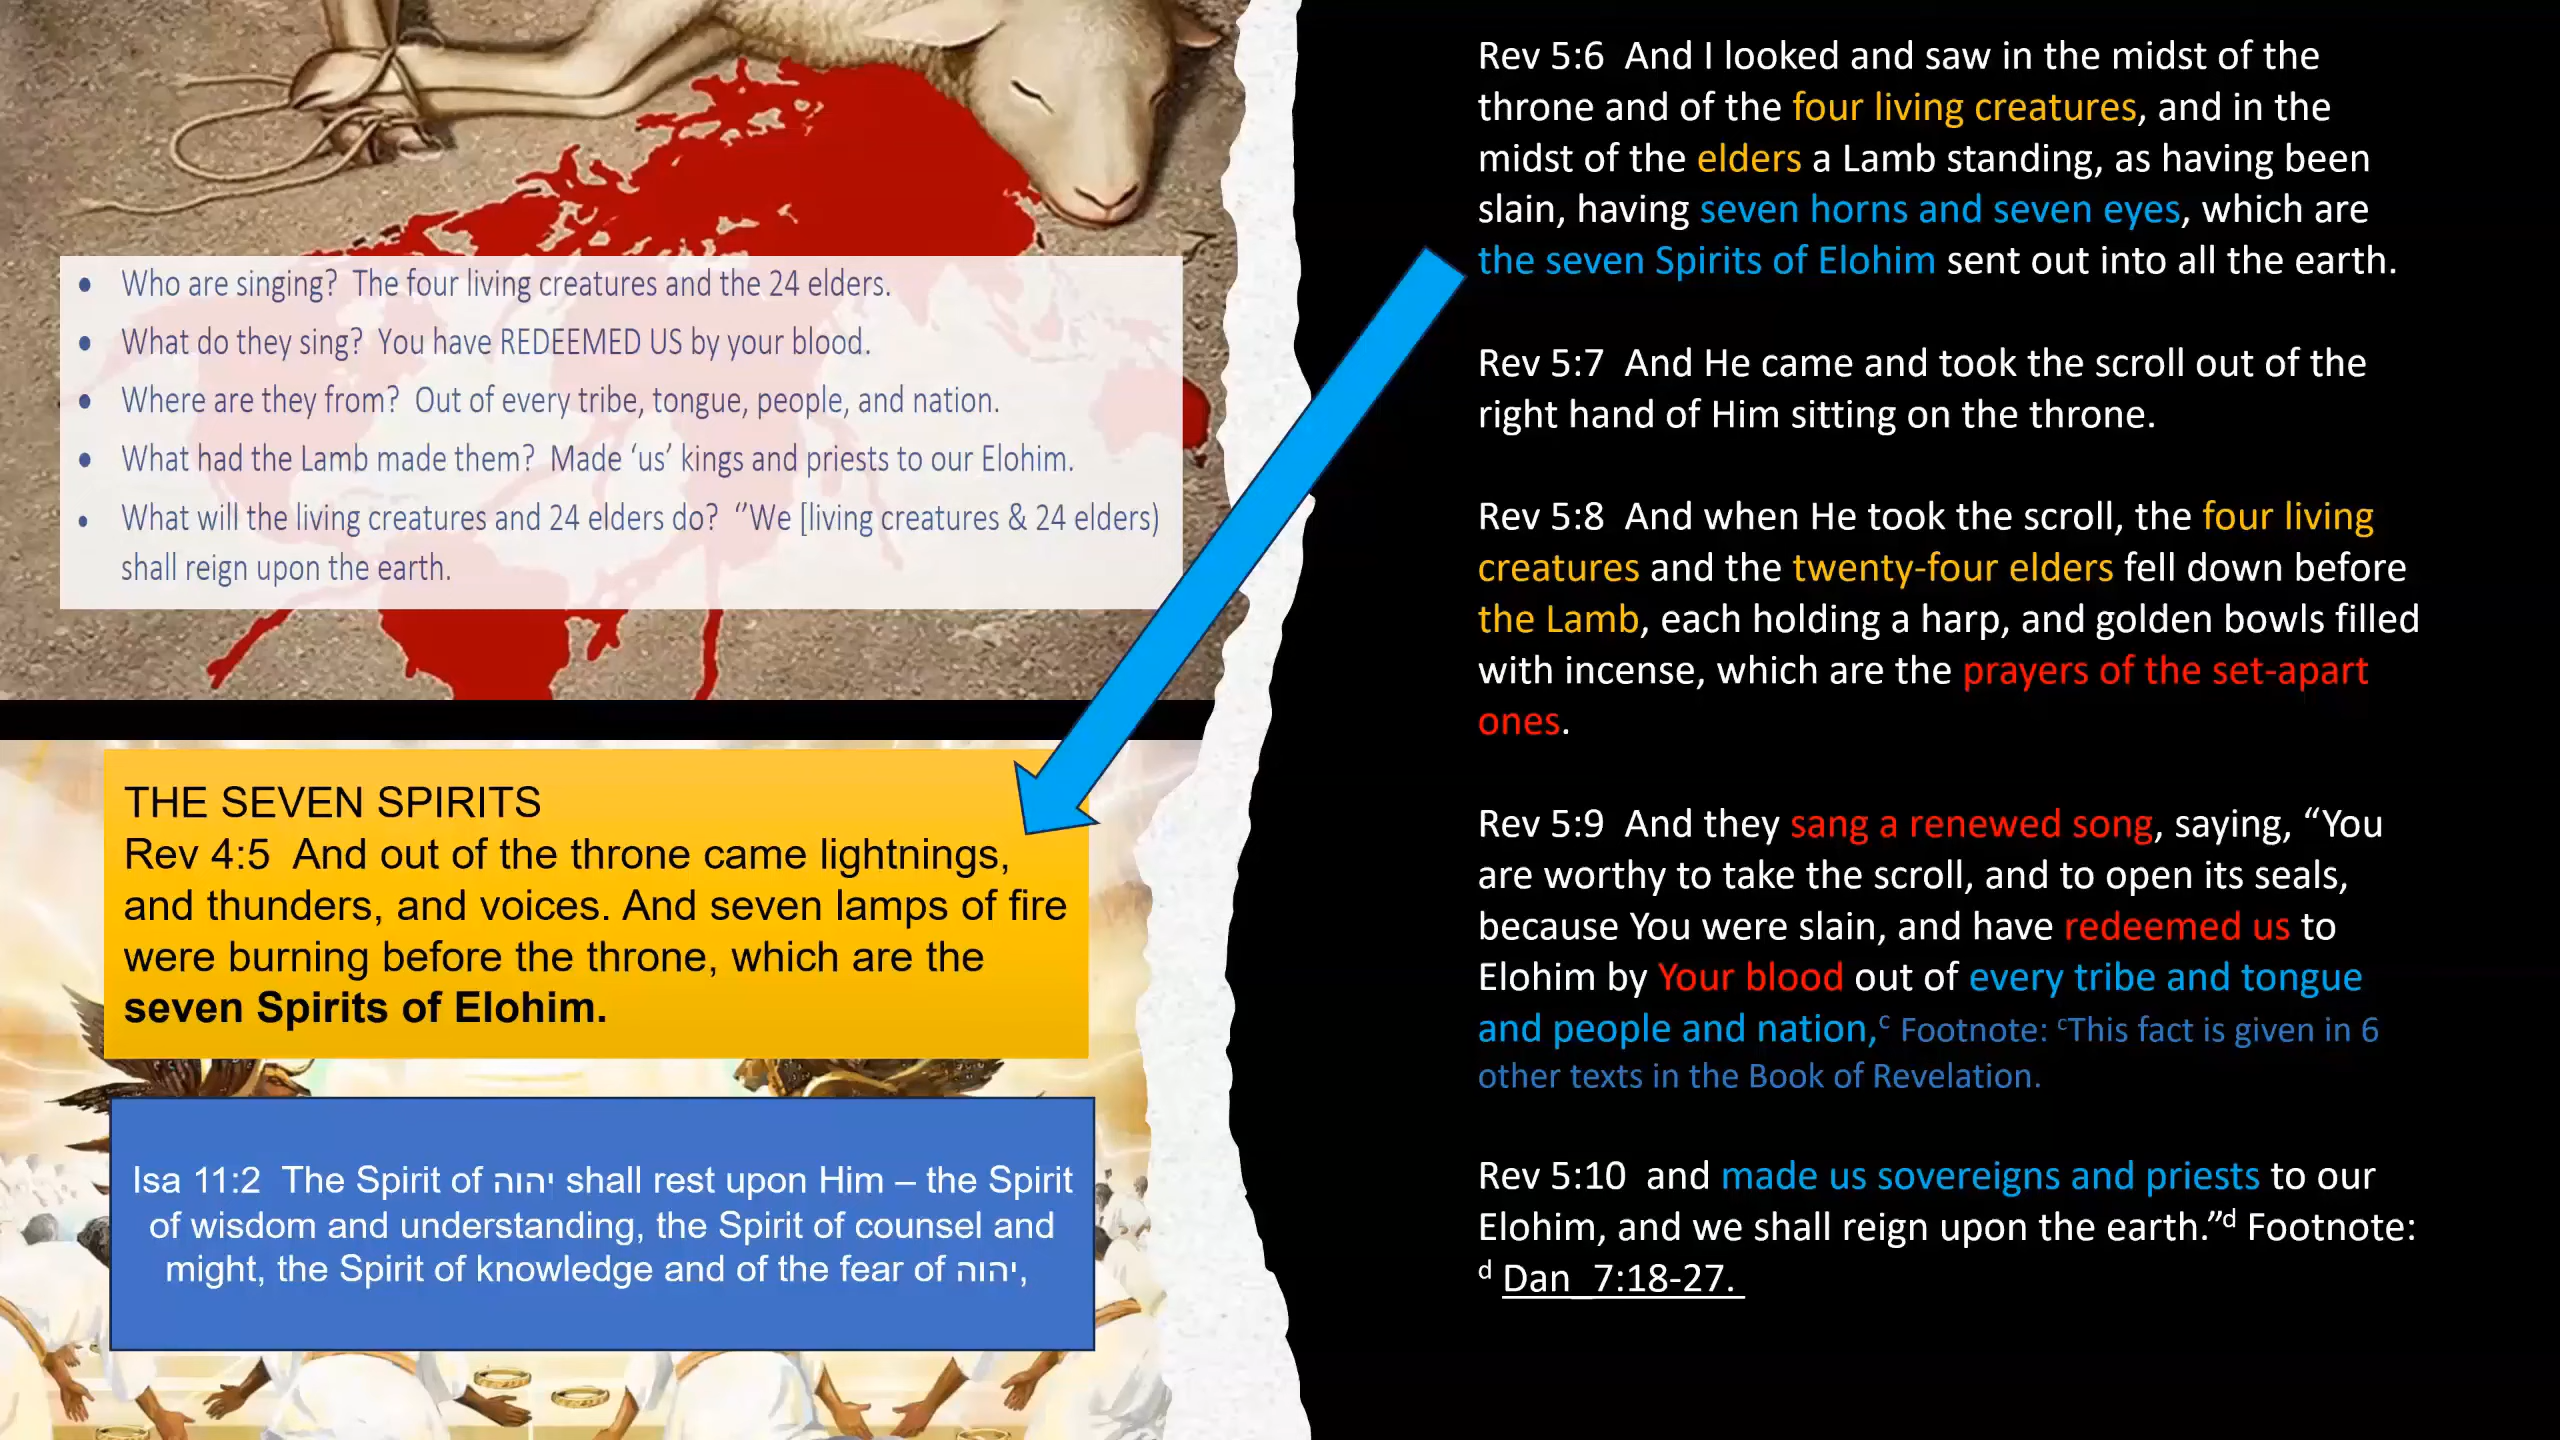 • Who are singing?  The four living creatures and the 24 elders.
• What do they sing?  You have REDEEMED US by your blood.
• Where are they from?  Out of every tribe, tongue, people, and nation.
• What had the Lamb made them?  Made ‘us’ kings and priests to our Elohim.
• What will the living creatures and 24 elders do?  “We [living creatures & 24 elders)
shall reign upon the earth.
THE SEVEN SPIRITS
Rev 4:5  And out of the throne came lightnings,
and thunders, and voices. And seven lamps of fire
were burning before the throne, which are the
seven Spirits of Elohim.
Isa 11:2  The Spirit of יהוה shall rest upon Him – the Spirit
of wisdom and understanding, the Spirit of counsel and
might, the Spirit of knowledge and of the fear of יהוה,
Rev 5:6  And I looked and saw in the midst of the
throne and of the four living creatures, and in the
midst of the elders a Lamb standing, as having been
slain, having seven horns and seven eyes, which are
the seven Spirits of Elohim sent out into all the earth.
Rev 5:7  And He came and took the scroll out of the
right hand of Him sitting on the throne.
Rev 5:8  And when He took the scroll, the four living
creatures and the twenty-four elders fell down before
the Lamb, each holding a harp, and golden bowls filled
with incense, which are the prayers of the set-apart
ones.
Rev 5:9  And they sang a renewed song, saying, “You
are worthy to take the scroll, and to open its seals,
because You were slain, and have redeemed us to
Elohim by Your blood out of every tribe and tongue
and people and nation,ᶜ Footnote: ᶜThis fact is given in 6
other texts in the Book of Revelation.
Rev 5:10  and made us sovereigns and priests to our
Elohim, and we shall reign upon the earth.”ᵈ Footnote:
ᵈ Dan_7:18-27.